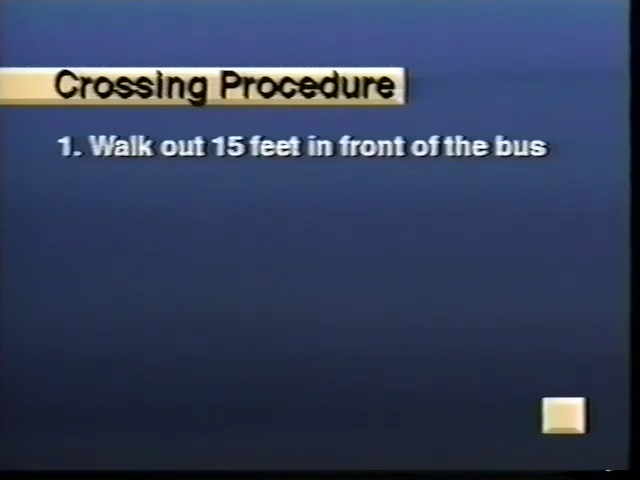 Crossing Procedure
1. Walk out 15 feet in front of the bus